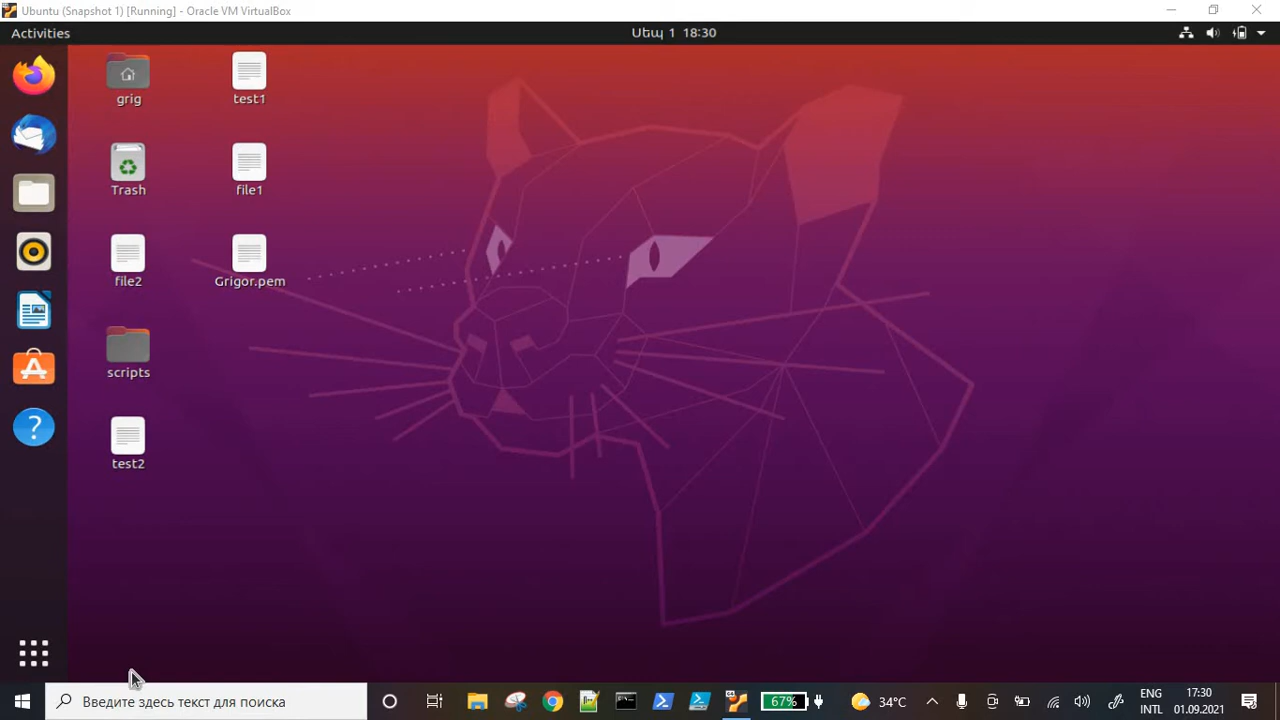 Ubuntu (Snapshot 1) [Running] - Oracle VM VirtualBox
Activities
Սեպ 1 18:30
grig
test1
Trash
file1
file2
Grigor.pem
scripts
test2
Введите здесь текст для поиска
67%
34°C
ENG
INTL
17:30
01.09.2021